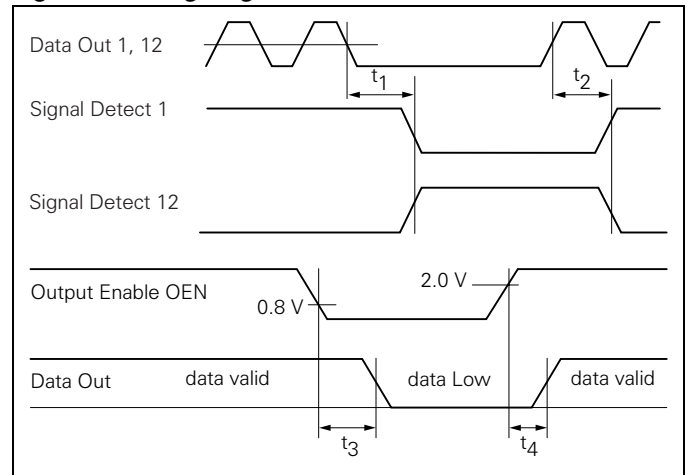 Data Out 1, 12
t1
t2
Signal Detect 1
Signal Detect 12
Output Enable OEN
0.8 V
2.0 V
Data Out
data valid
data Low
data valid
t3
t4